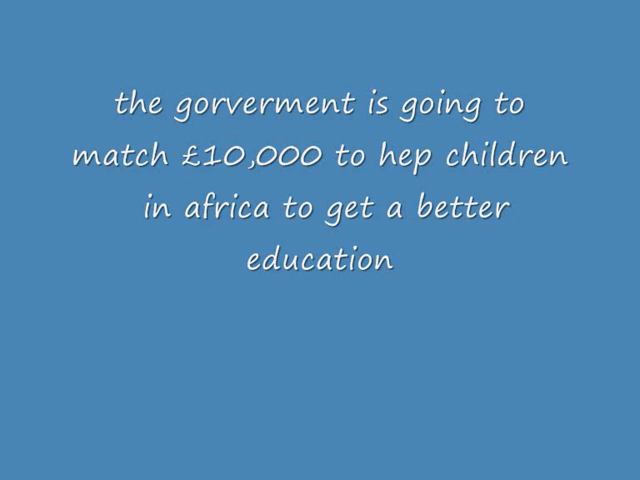 the gorverment is going to
match £10,000 to hep children
in africa to get a better
education